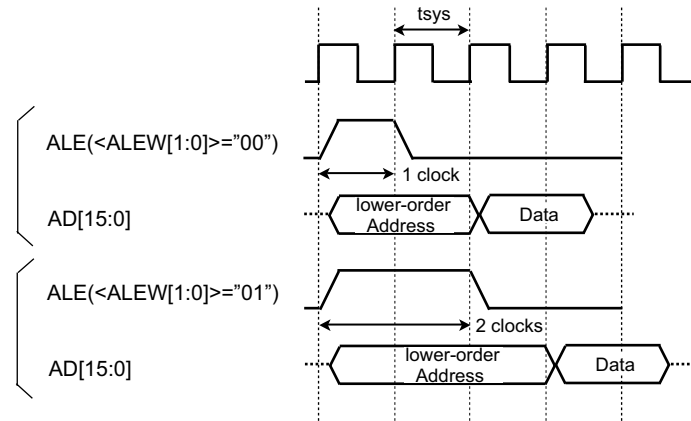 tsys
ALE(<ALEW[1:0]>=”00”)
1 clock
AD[15:0]
lower-order
Address
Data
ALE(<ALEW[1:0]>=”01”)
2 clocks
AD[15:0]
lower-order
Address
Data